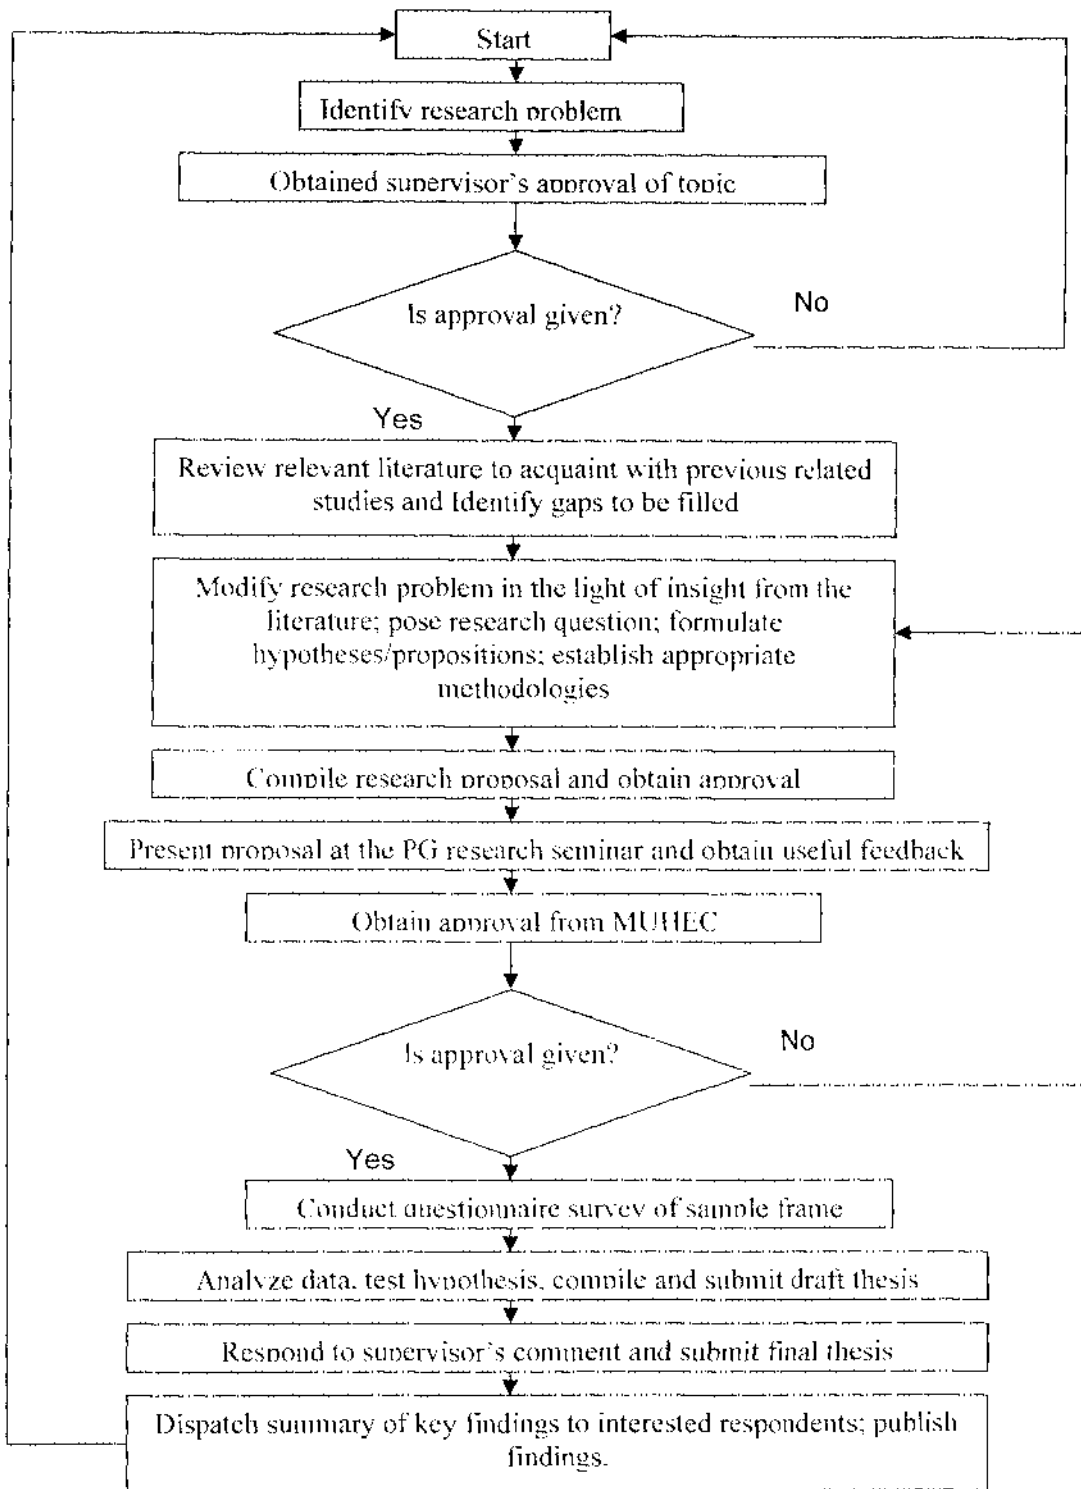 Start
Identify research problem
Obtained supervisor's approval of topic
Is approval given?
No
Yes
Review relevant literature to acquaint with previous related
studies and Identify gaps to be filled
Modify research problem in the light of insight from the
literature; pose research question; formulate
hypotheses/propositions; establish appropriate
methodologies
Compile research proposal and obtain approval
Present proposal at the PG research seminar and obtain useful feedback
Obtain approval from MUHEC
Is approval given?
No
Yes
Conduct questionnaire survey of sample frame
Analyze data, test hypothesis, compile and submit draft thesis
Respond to supervisor's comment and submit final thesis
Dispatch summary of key findings to interested respondents; publish
findings.